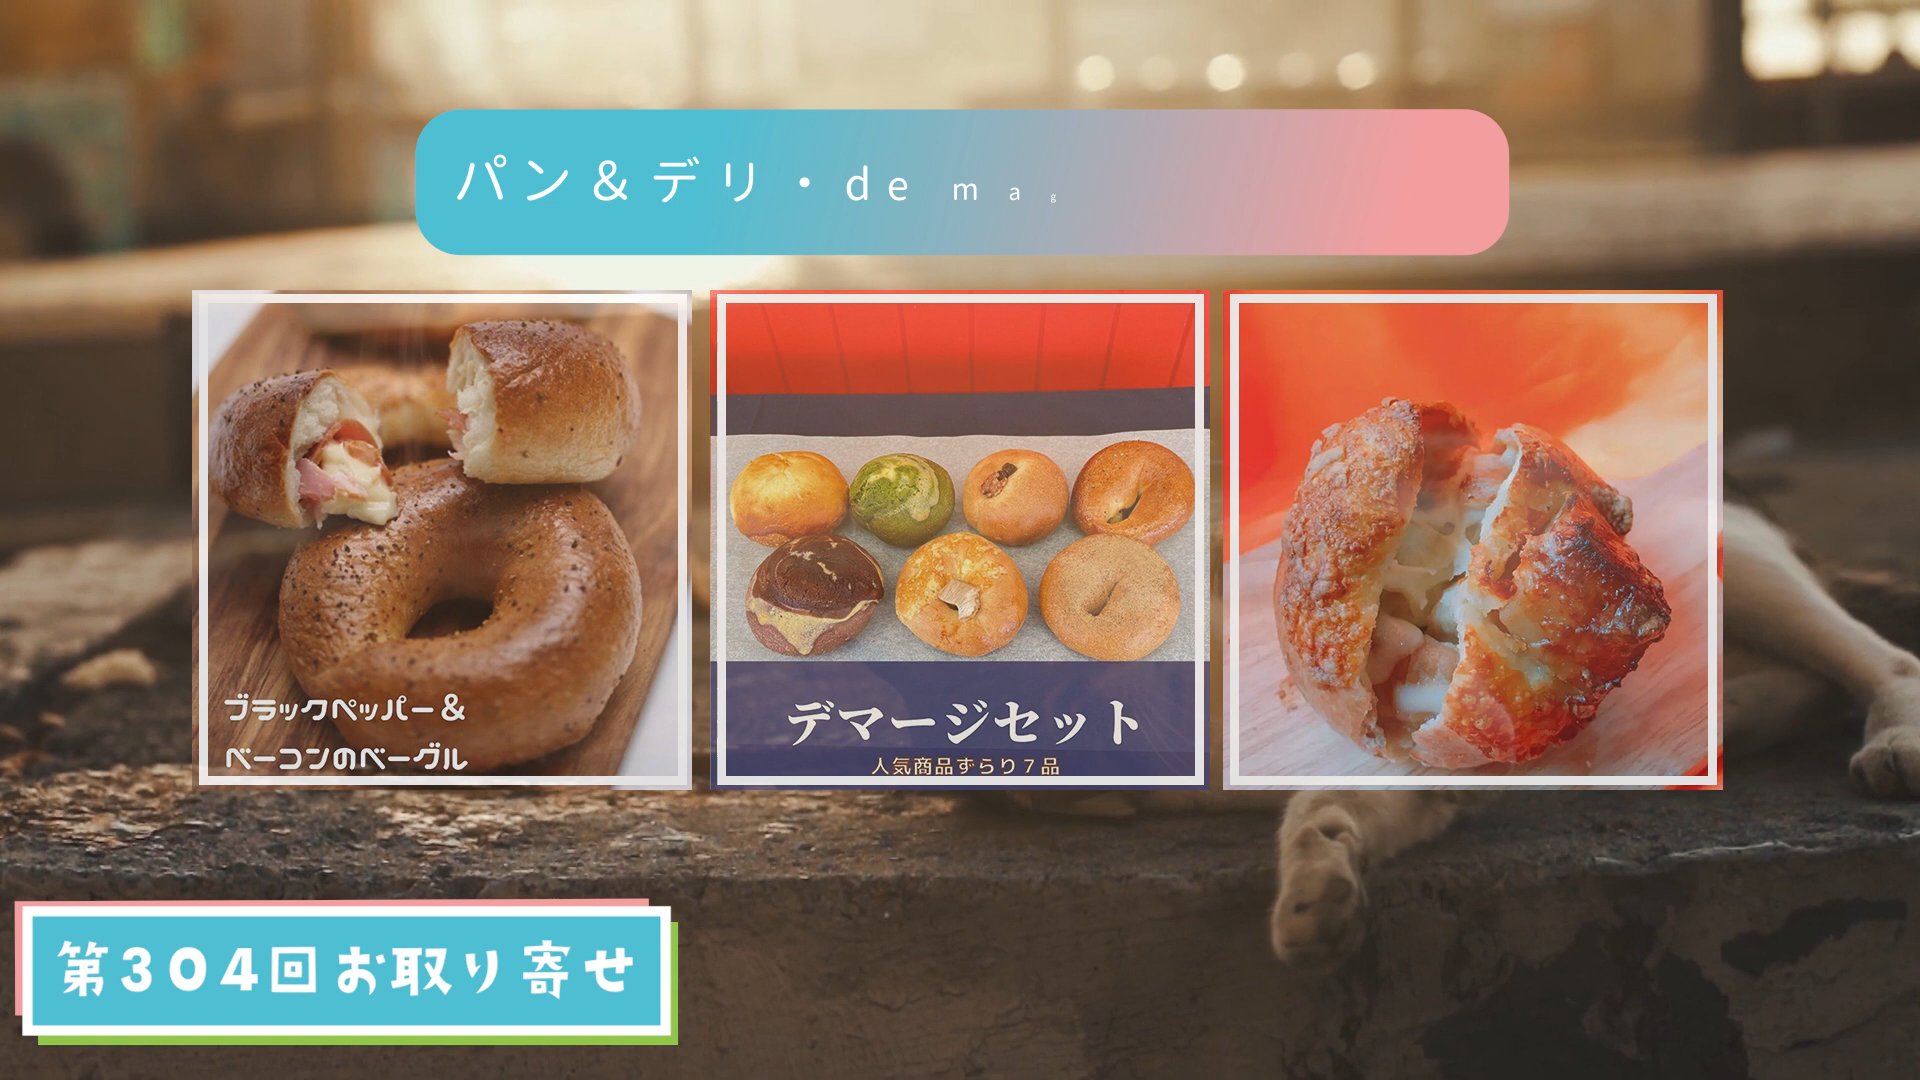 パン＆デリ・de mag
ブラックペッパー＆
ベーコンのベーグル
デマージセット
人気商品ずらり７品
第304回お取り寄せ